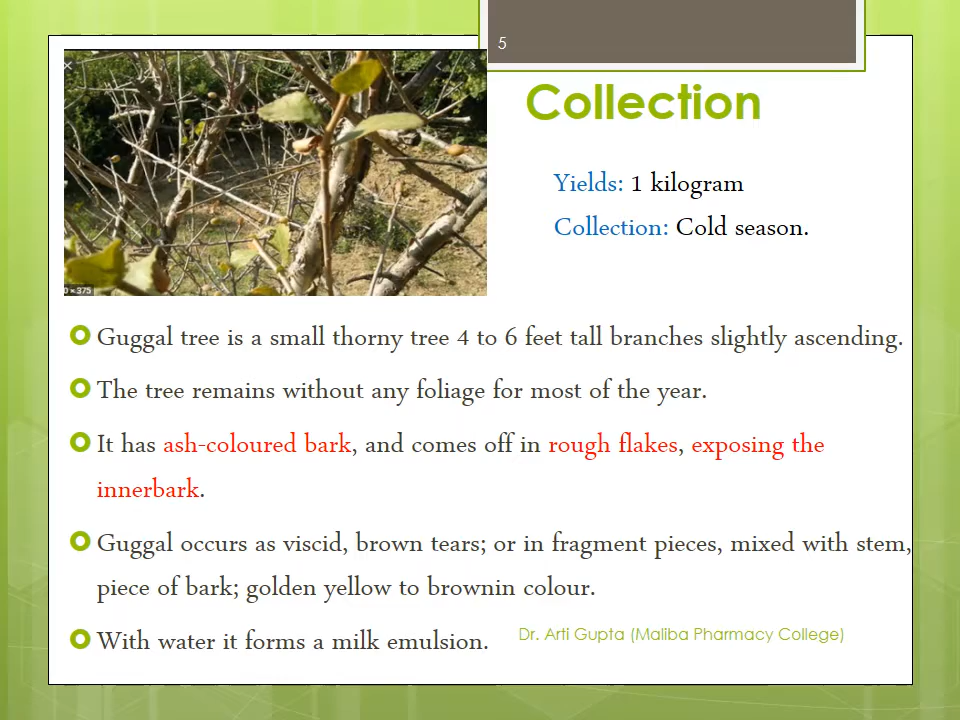 5
Collection
Yields: 1 kilogram
Collection: Cold season.
0 × 375
Guggal tree is a small thorny tree 4 to 6 feet tall branches slightly ascending.
The tree remains without any foliage for most of the year.
It has ash-coloured bark, and comes off in rough flakes, exposing the
innerbark.
Guggal occurs as viscid, brown tears; or in fragment pieces, mixed with stem,
piece of bark; golden yellow to brownin colour.
With water it forms a milk emulsion.
Dr. Arti Gupta (Maliba Pharmacy College)